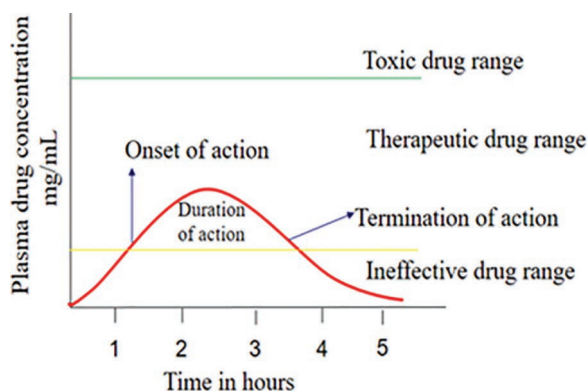 Plasma drug concentration
mg/mL
Toxic drug range
Therapeutic drug range
Onset of action
Duration
of action
Termination of action
Ineffective drug range
1 2 3 4 5
Time in hours